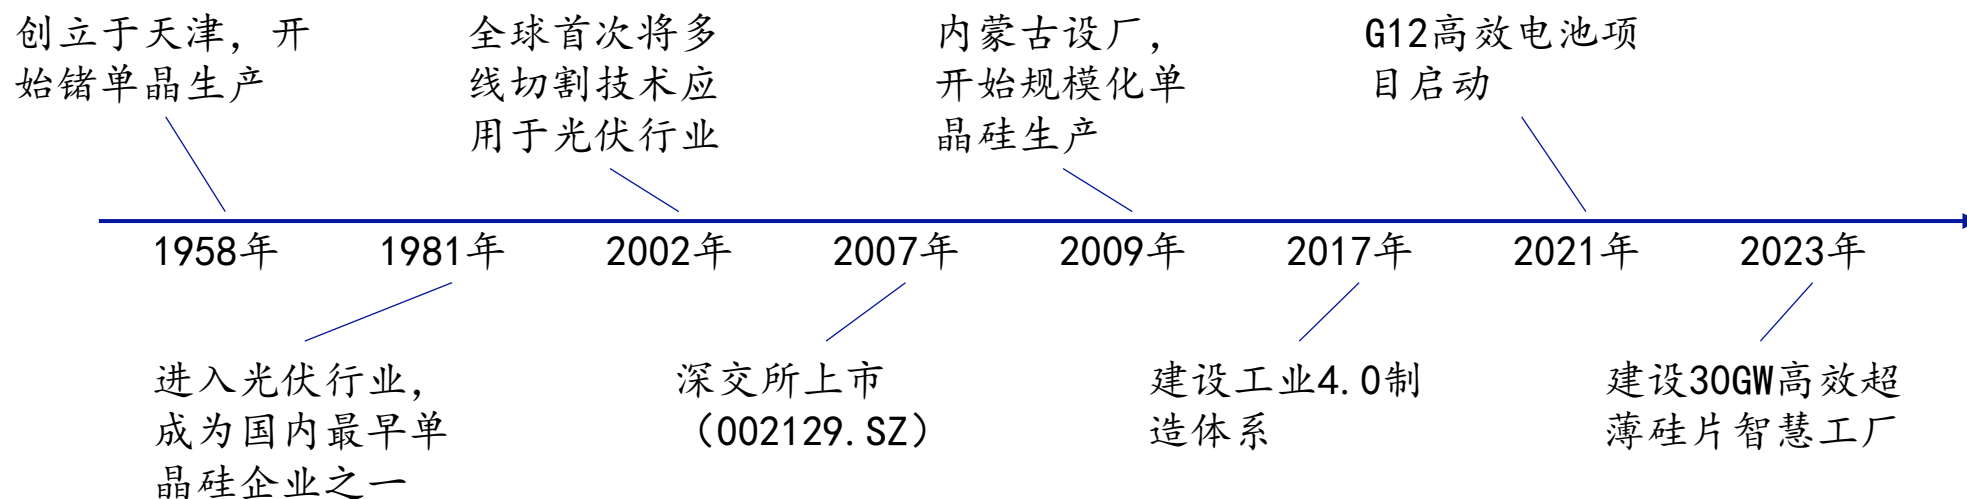 创立于天津，开
始锗单晶生产
全球首次将多
线切割技术应
用于光伏行业
内蒙古设厂，
开始规模化单
晶硅生产
G12高效电池项
目启动
1958年
1981年
2002年
2007年
2009年
2017年
2021年
2023年
进入光伏行业，
成为国内最早单
晶硅企业之一
深交所上市
（002129.SZ）
建设工业4.0制
造体系
建设30GW高效超
薄硅片智慧工厂